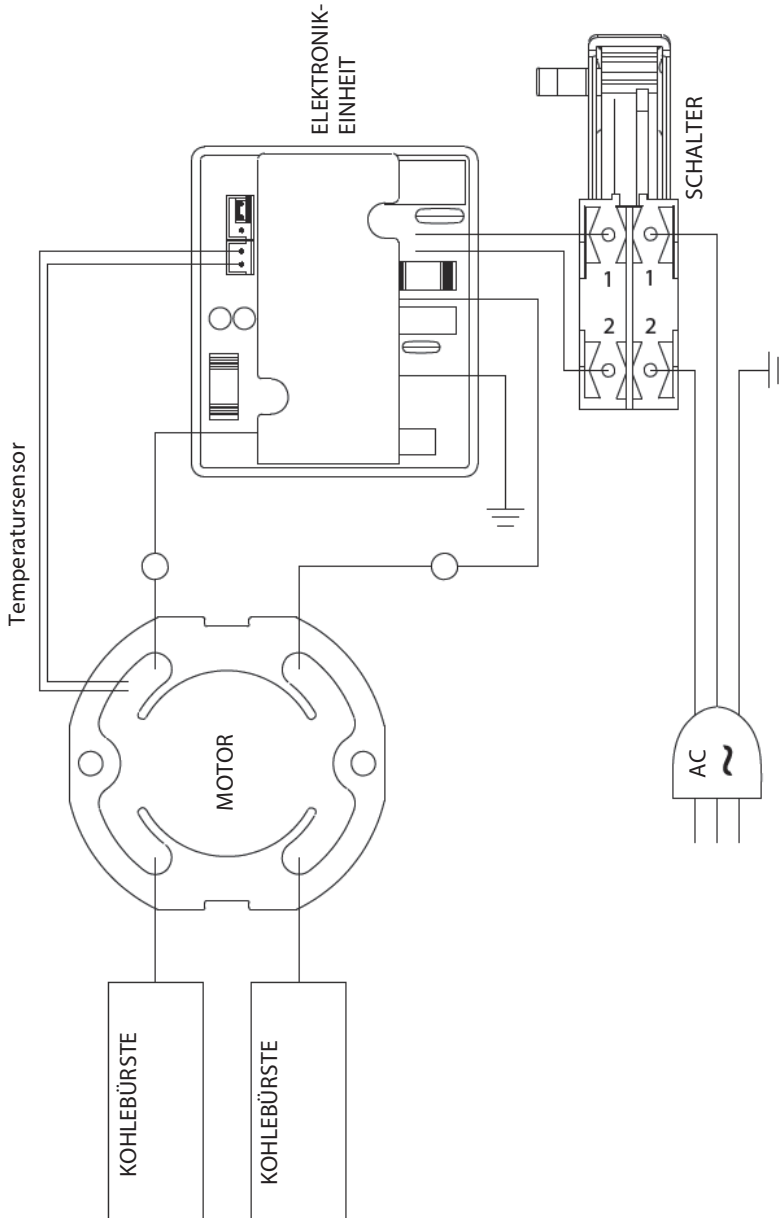 Temperatursensor
ELEKTRONIK-
EINHEIT
SCHALTER
1 1
2 2
MOTOR
AC
~
KOHLEBÜRSTE
KOHLEBÜRSTE